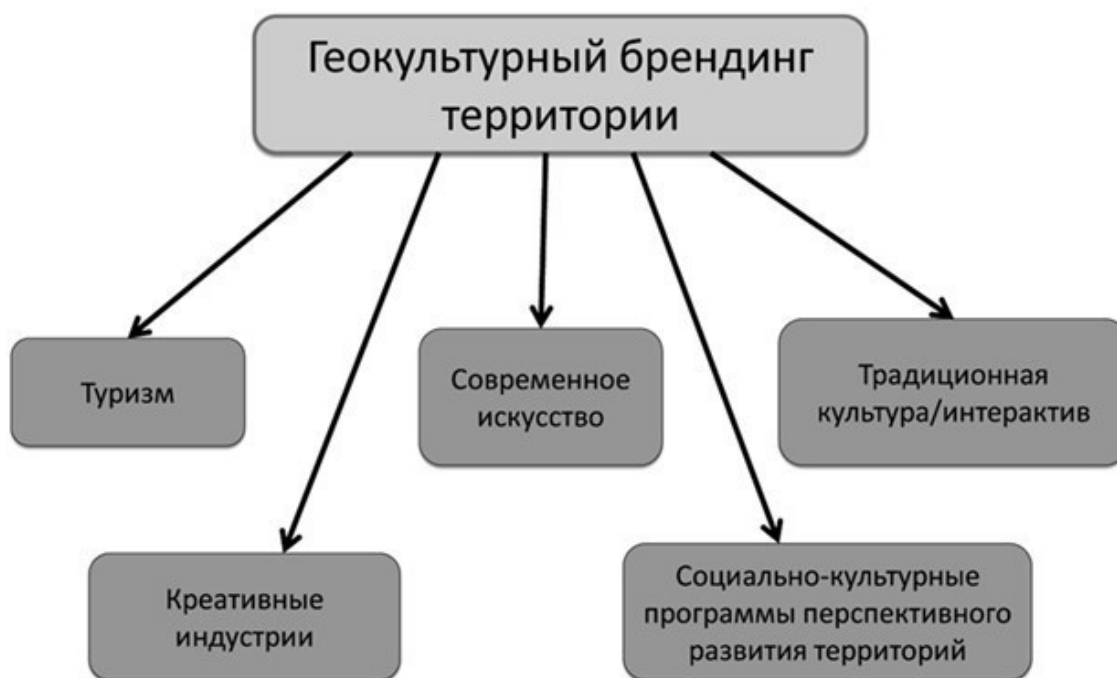 Геокультурный брендинг
территории
Туризм
Современное
искусство
Традиционная
культура/интерактив
Креативные
индустрии
Социально-культурные
программы перспективного
развития территорий